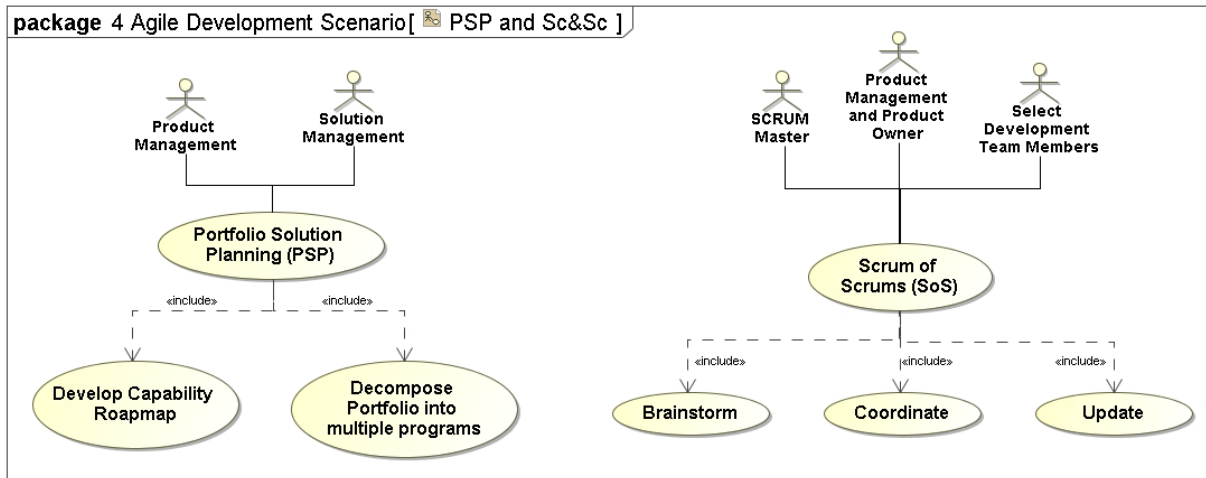 package 4 Agile Development Scenario[ PSP and Sc&Sc ]
Product
Management
Solution
Management
Portfolio Solution
Planning (PSP)
«include»
«include»
Develop Capability
Roapmap
Decompose
Portfolio into
multiple programs
SCRUM
Master
Product
Management
and Product
Owner
Select
Development
Team Members
Scrum of
Scrums (SoS)
«include»
«include»
«include»
Brainstorm
Coordinate
Update